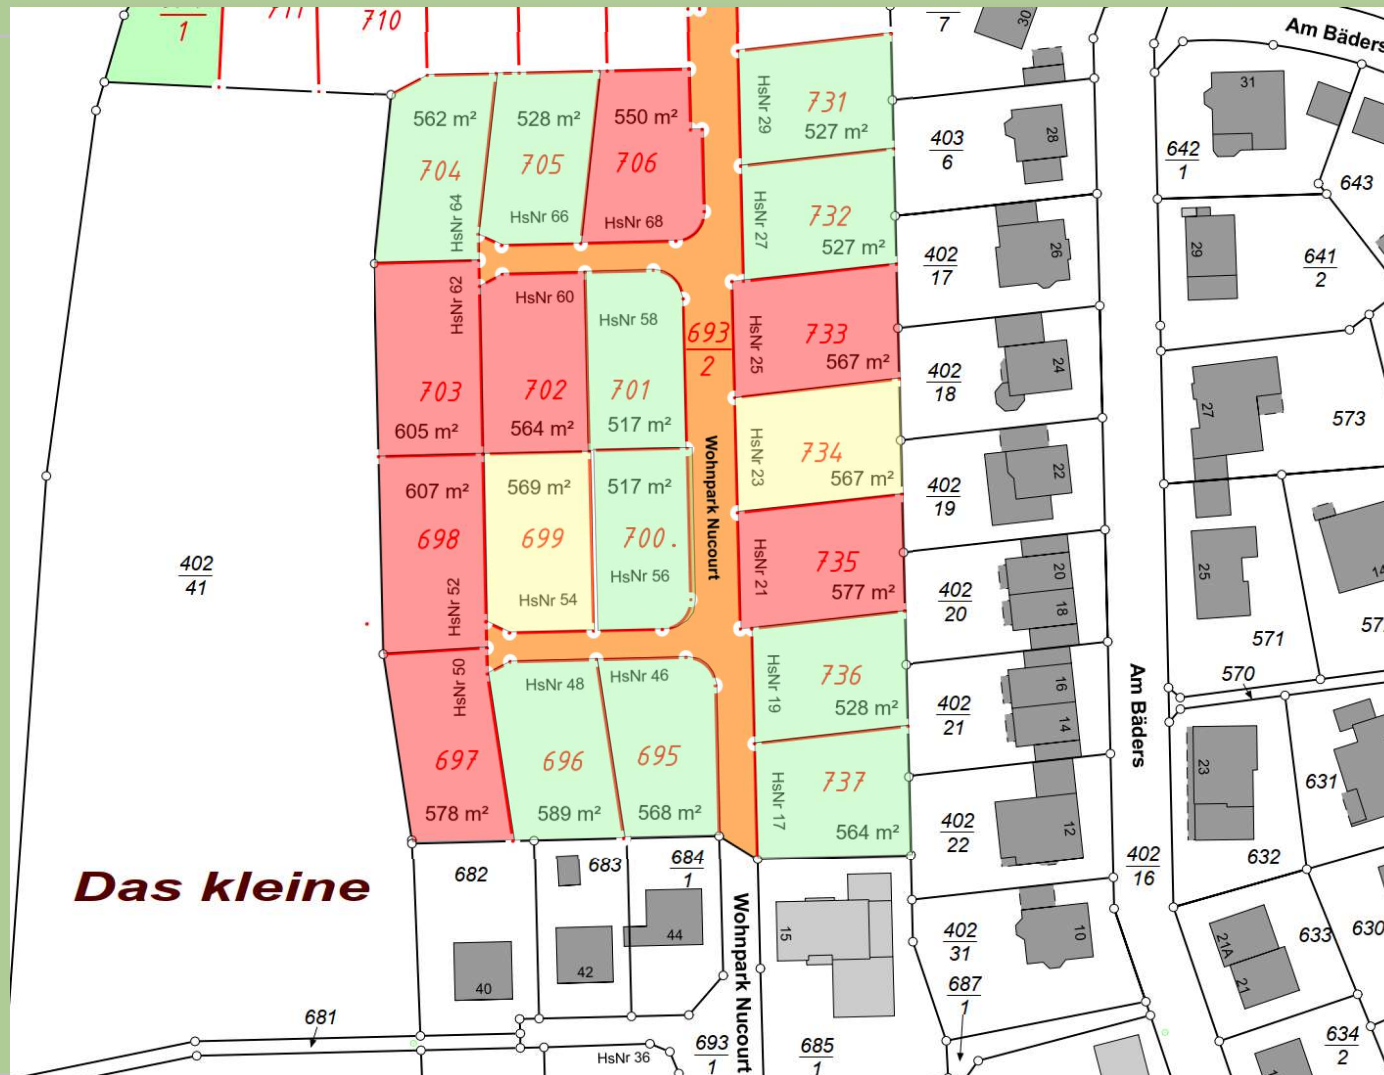 1
711
710
7
30
Am Bäders
562 m²
704
HsNr 64
528 m²
705
HsNr 66
550 m²
706
HsNr 68
HsNr 29
731
527 m²
403
6
28
642
1
31
643
HsNr 27
732
527 m²
402
17
26
29
641
2
HsNr 62
703
605 m²
HsNr 60
702
564 m²
HsNr 58
701
517 m²
693
2
HsNr 25
733
567 m²
402
18
24
27
573
607 m²
698
HsNr 52
569 m²
699
HsNr 54
517 m²
700.
HsNr 56
Wohnpark Nucourt
HsNr 23
734
567 m²
402
19
22
402
41
HsNr 21
735
577 m²
402
20
20
18
25
14
571
HsNr 50
697
578 m²
HsNr 48
696
589 m²
HsNr 46
695
568 m²
HsNr 19
736
528 m²
402
21
16
14
Am Bäders
570
HsNr 17
737
564 m²
402
22
12
23
631
632
402
16
Das kleine
682
683
684
1
40
42
44
Wohnpark Nucourt
15
402
31
10
21A
21
633
630
681
HsNr 36
693
1
685
1
687
1
634
2